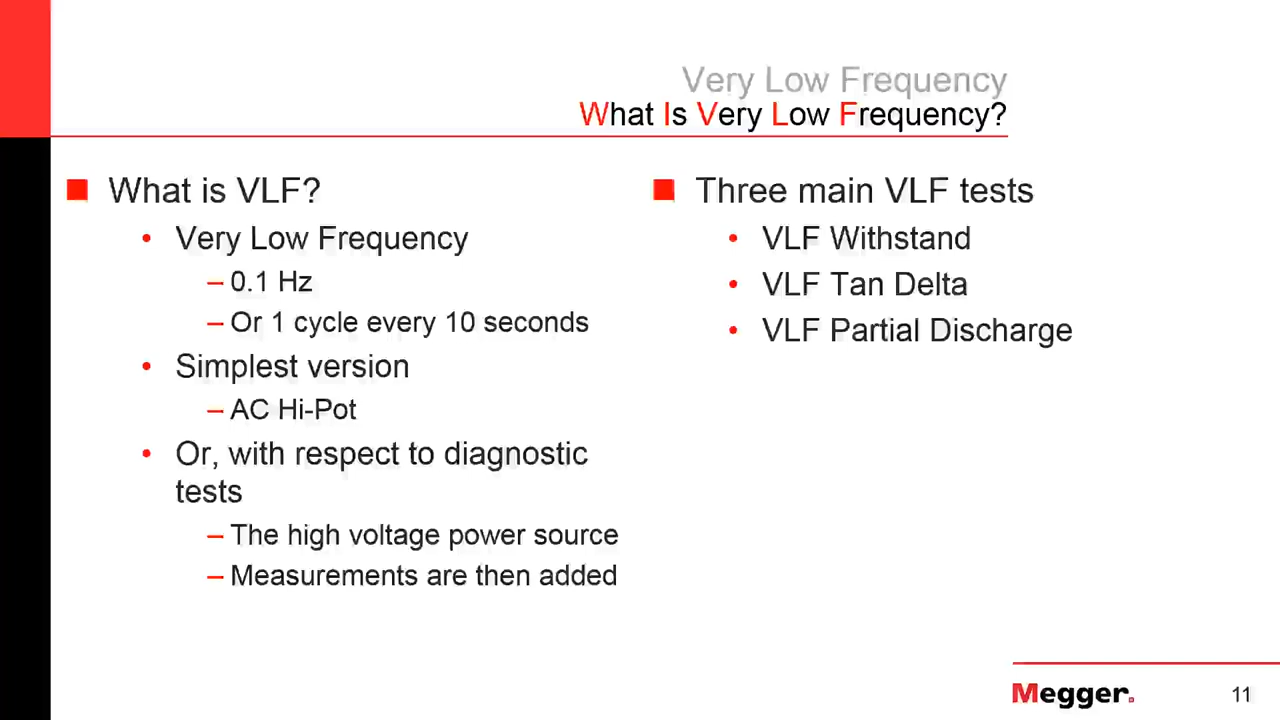 Very Low Frequency
What Is Very Low Frequency?
What is VLF?
Very Low Frequency
– 0.1 Hz
– Or 1 cycle every 10 seconds
Simplest version
– AC Hi-Pot
Or, with respect to diagnostic
tests
– The high voltage power source
– Measurements are then added
Three main VLF tests
VLF Withstand
VLF Tan Delta
VLF Partial Discharge
Megger.
11